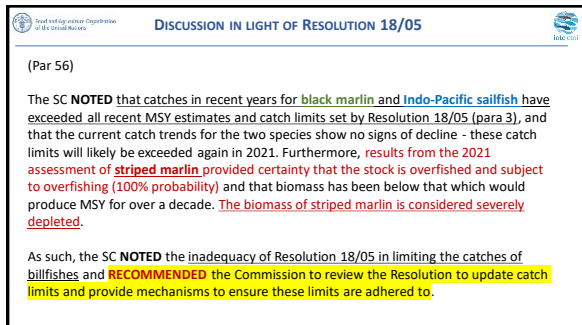 Food and Agriculture Organization
of the United Nations
DISCUSSION IN LIGHT OF RESOLUTION 18/05
iotc ctoi
(Par 56)
The SC NOTED that catches in recent years for black marlin and Indo-Pacific sailfish have
exceeded all recent MSY estimates and catch limits set by Resolution 18/05 (para 3), and
that the current catch trends for the two species show no signs of decline - these catch
limits will likely be exceeded again in 2021. Furthermore, results from the 2021
assessment of striped marlin provided certainty that the stock is overfished and subject
to overfishing (100% probability) and that biomass has been below that which would
produce MSY for over a decade. The biomass of striped marlin is considered severely
depleted.
As such, the SC NOTED the inadequacy of Resolution 18/05 in limiting the catches of
billfishes and RECOMMENDED the Commission to review the Resolution to update catch
limits and provide mechanisms to ensure these limits are adhered to.